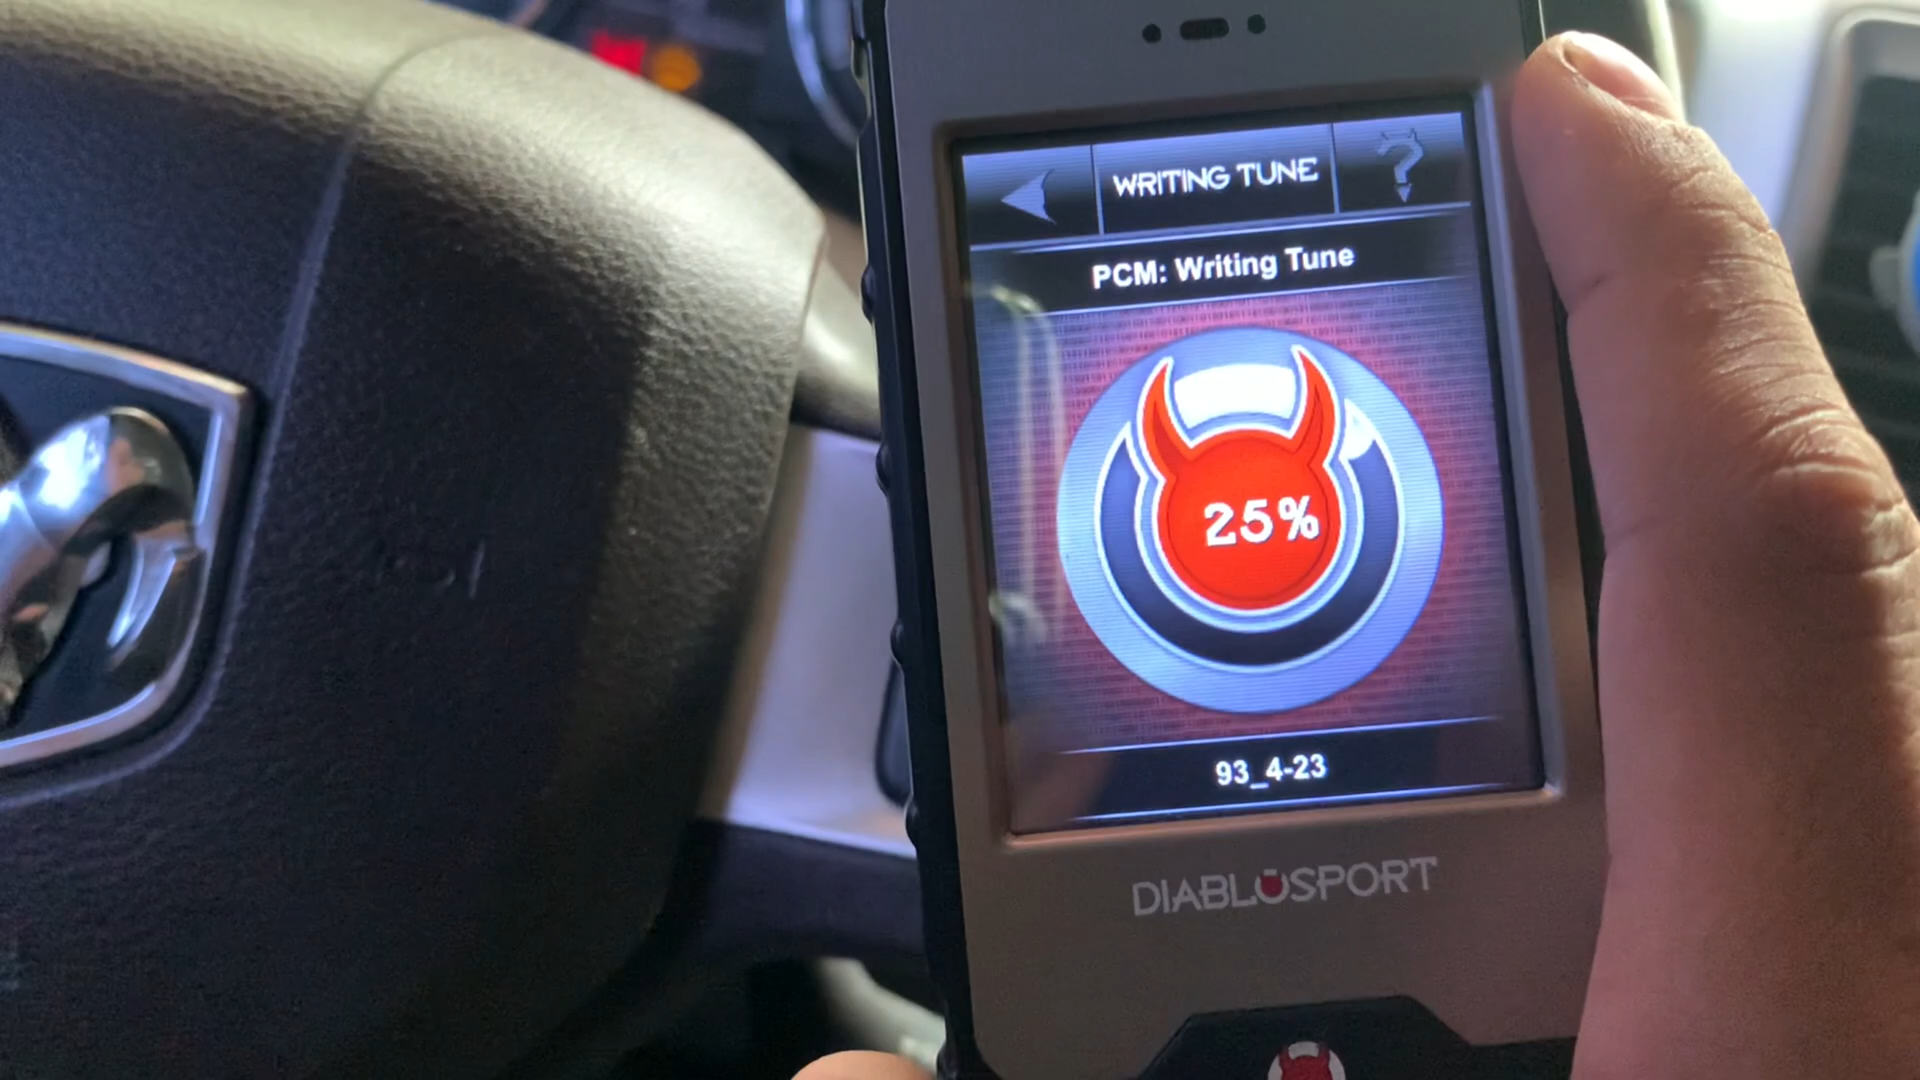 WRITING TUNE
PCM: Writing Tune
25%
93_4-23
DIABLOSPORT